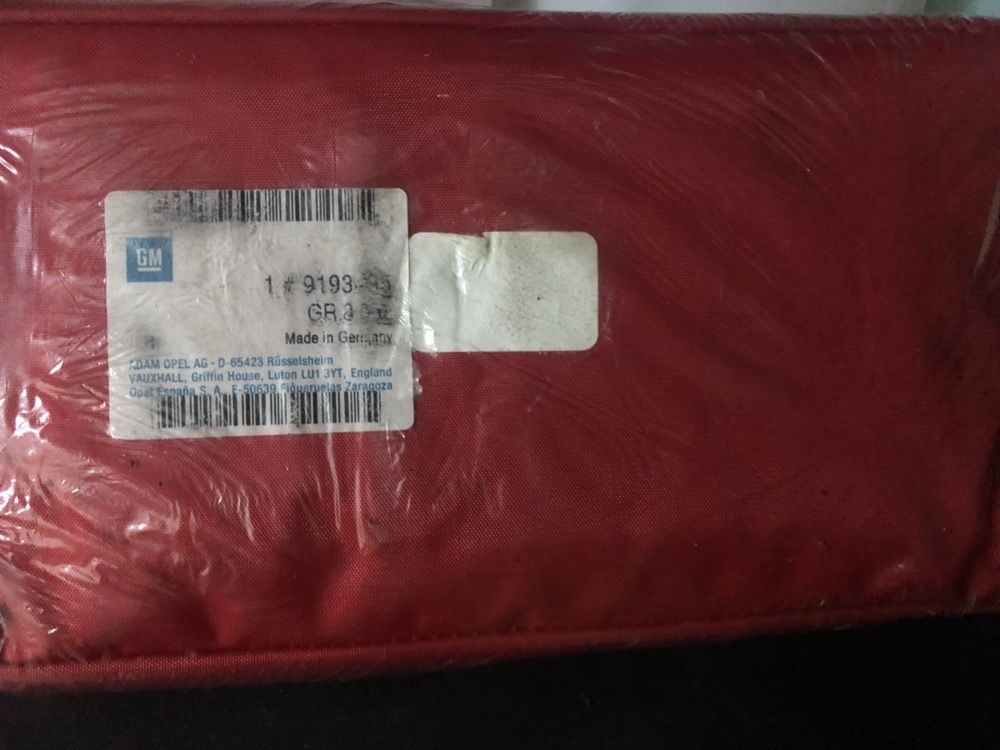 GM
1 #
Made in Germany
ADAM OPEL AG - D-65423 Rüsselsheim
VAUXHALL, Griffin House, Luton LU1 3YT, England
Opel España S. A., E-50639 Figueruelas Zaragoza